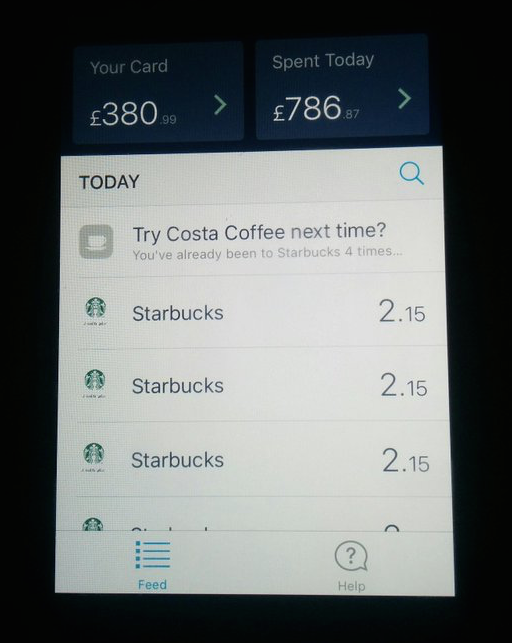 Your Card
£380.99
Spent Today
£786.87
TODAY
Try Costa Coffee next time?
You've already been to Starbucks 4 times...
Starbucks 2.15
Starbucks 2.15
Starbucks 2.15
Feed
Help